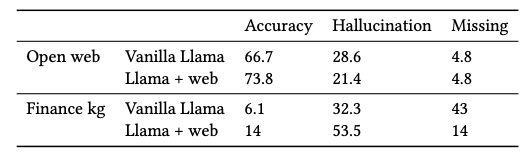 Accuracy Hallucination Missing
Open web Vanilla Llama 66.7 28.6 4.8
Llama + web 73.8 21.4 4.8
Finance kg Vanilla Llama 6.1 32.3 43
Llama + web 14 53.5 14